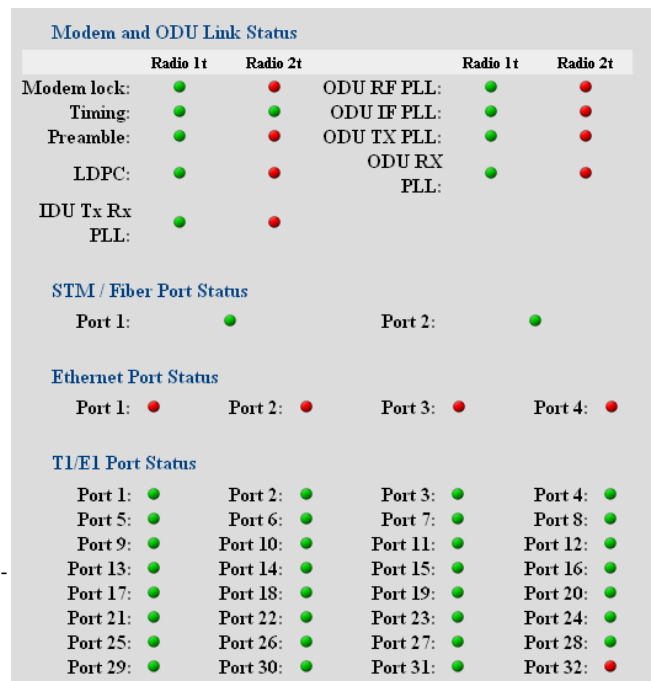 Modem and ODU Link Status
Radio 1t Radio 2t Radio 1t Radio 2t
Modem lock: ODU RF PLL:
Timing: ODU IF PLL:
Preamble: ODU TX PLL:
LDPC: ODU RX
PLL:
IDU Tx Rx
PLL:
STM / Fiber Port Status
Port 1: Port 2:
Ethernet Port Status
Port 1: Port 2: Port 3: Port 4:
T1/E1 Port Status
Port 1: Port 2: Port 3: Port 4:
Port 5: Port 6: Port 7: Port 8:
Port 9: Port 10: Port 11: Port 12:
Port 13: Port 14: Port 15: Port 16:
Port 17: Port 18: Port 19: Port 20:
Port 21: Port 22: Port 23: Port 24:
Port 25: Port 26: Port 27: Port 28:
Port 29: Port 30: Port 31: Port 32: